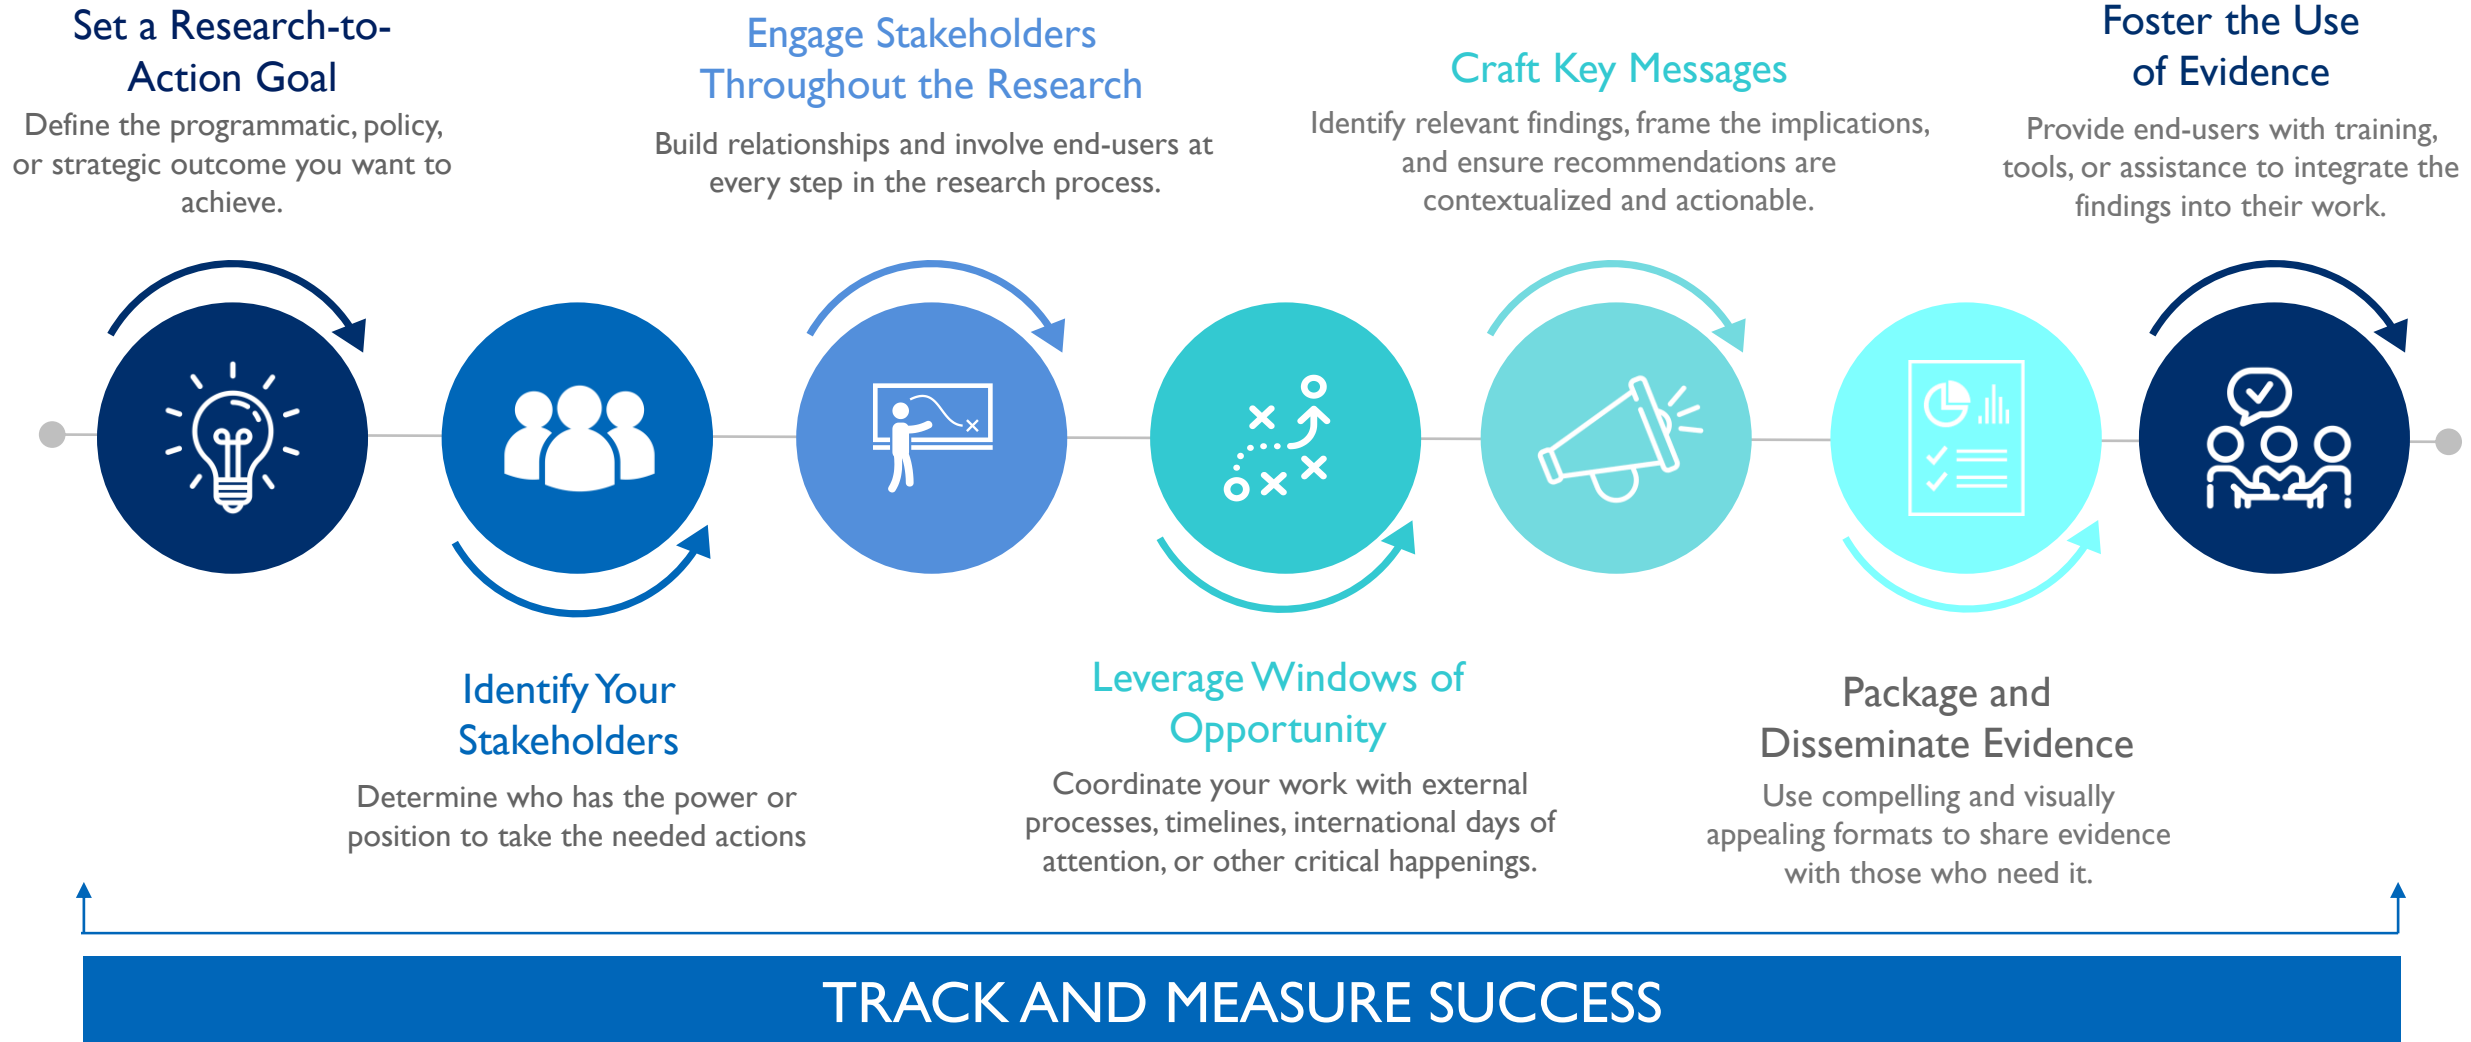 Set a Research-to-
Action Goal
Define the programmatic, policy,
or strategic outcome you want to
achieve.
Identify Your
Stakeholders
Determine who has the power or
position to take the needed actions
Engage Stakeholders
Throughout the Research
Build relationships and involve end-users at
every step in the research process.
Leverage Windows of
Opportunity
Coordinate your work with external
processes, timelines, international days of
attention, or other critical happenings.
Craft Key Messages
Identify relevant findings, frame the implications,
and ensure recommendations are
contextualized and actionable.
Package and
Disseminate Evidence
Use compelling and visually
appealing formats to share evidence
with those who need it.
Foster the Use
of Evidence
Provide end-users with training,
tools, or assistance to integrate the
findings into their work.
TRACK AND MEASURE SUCCESS